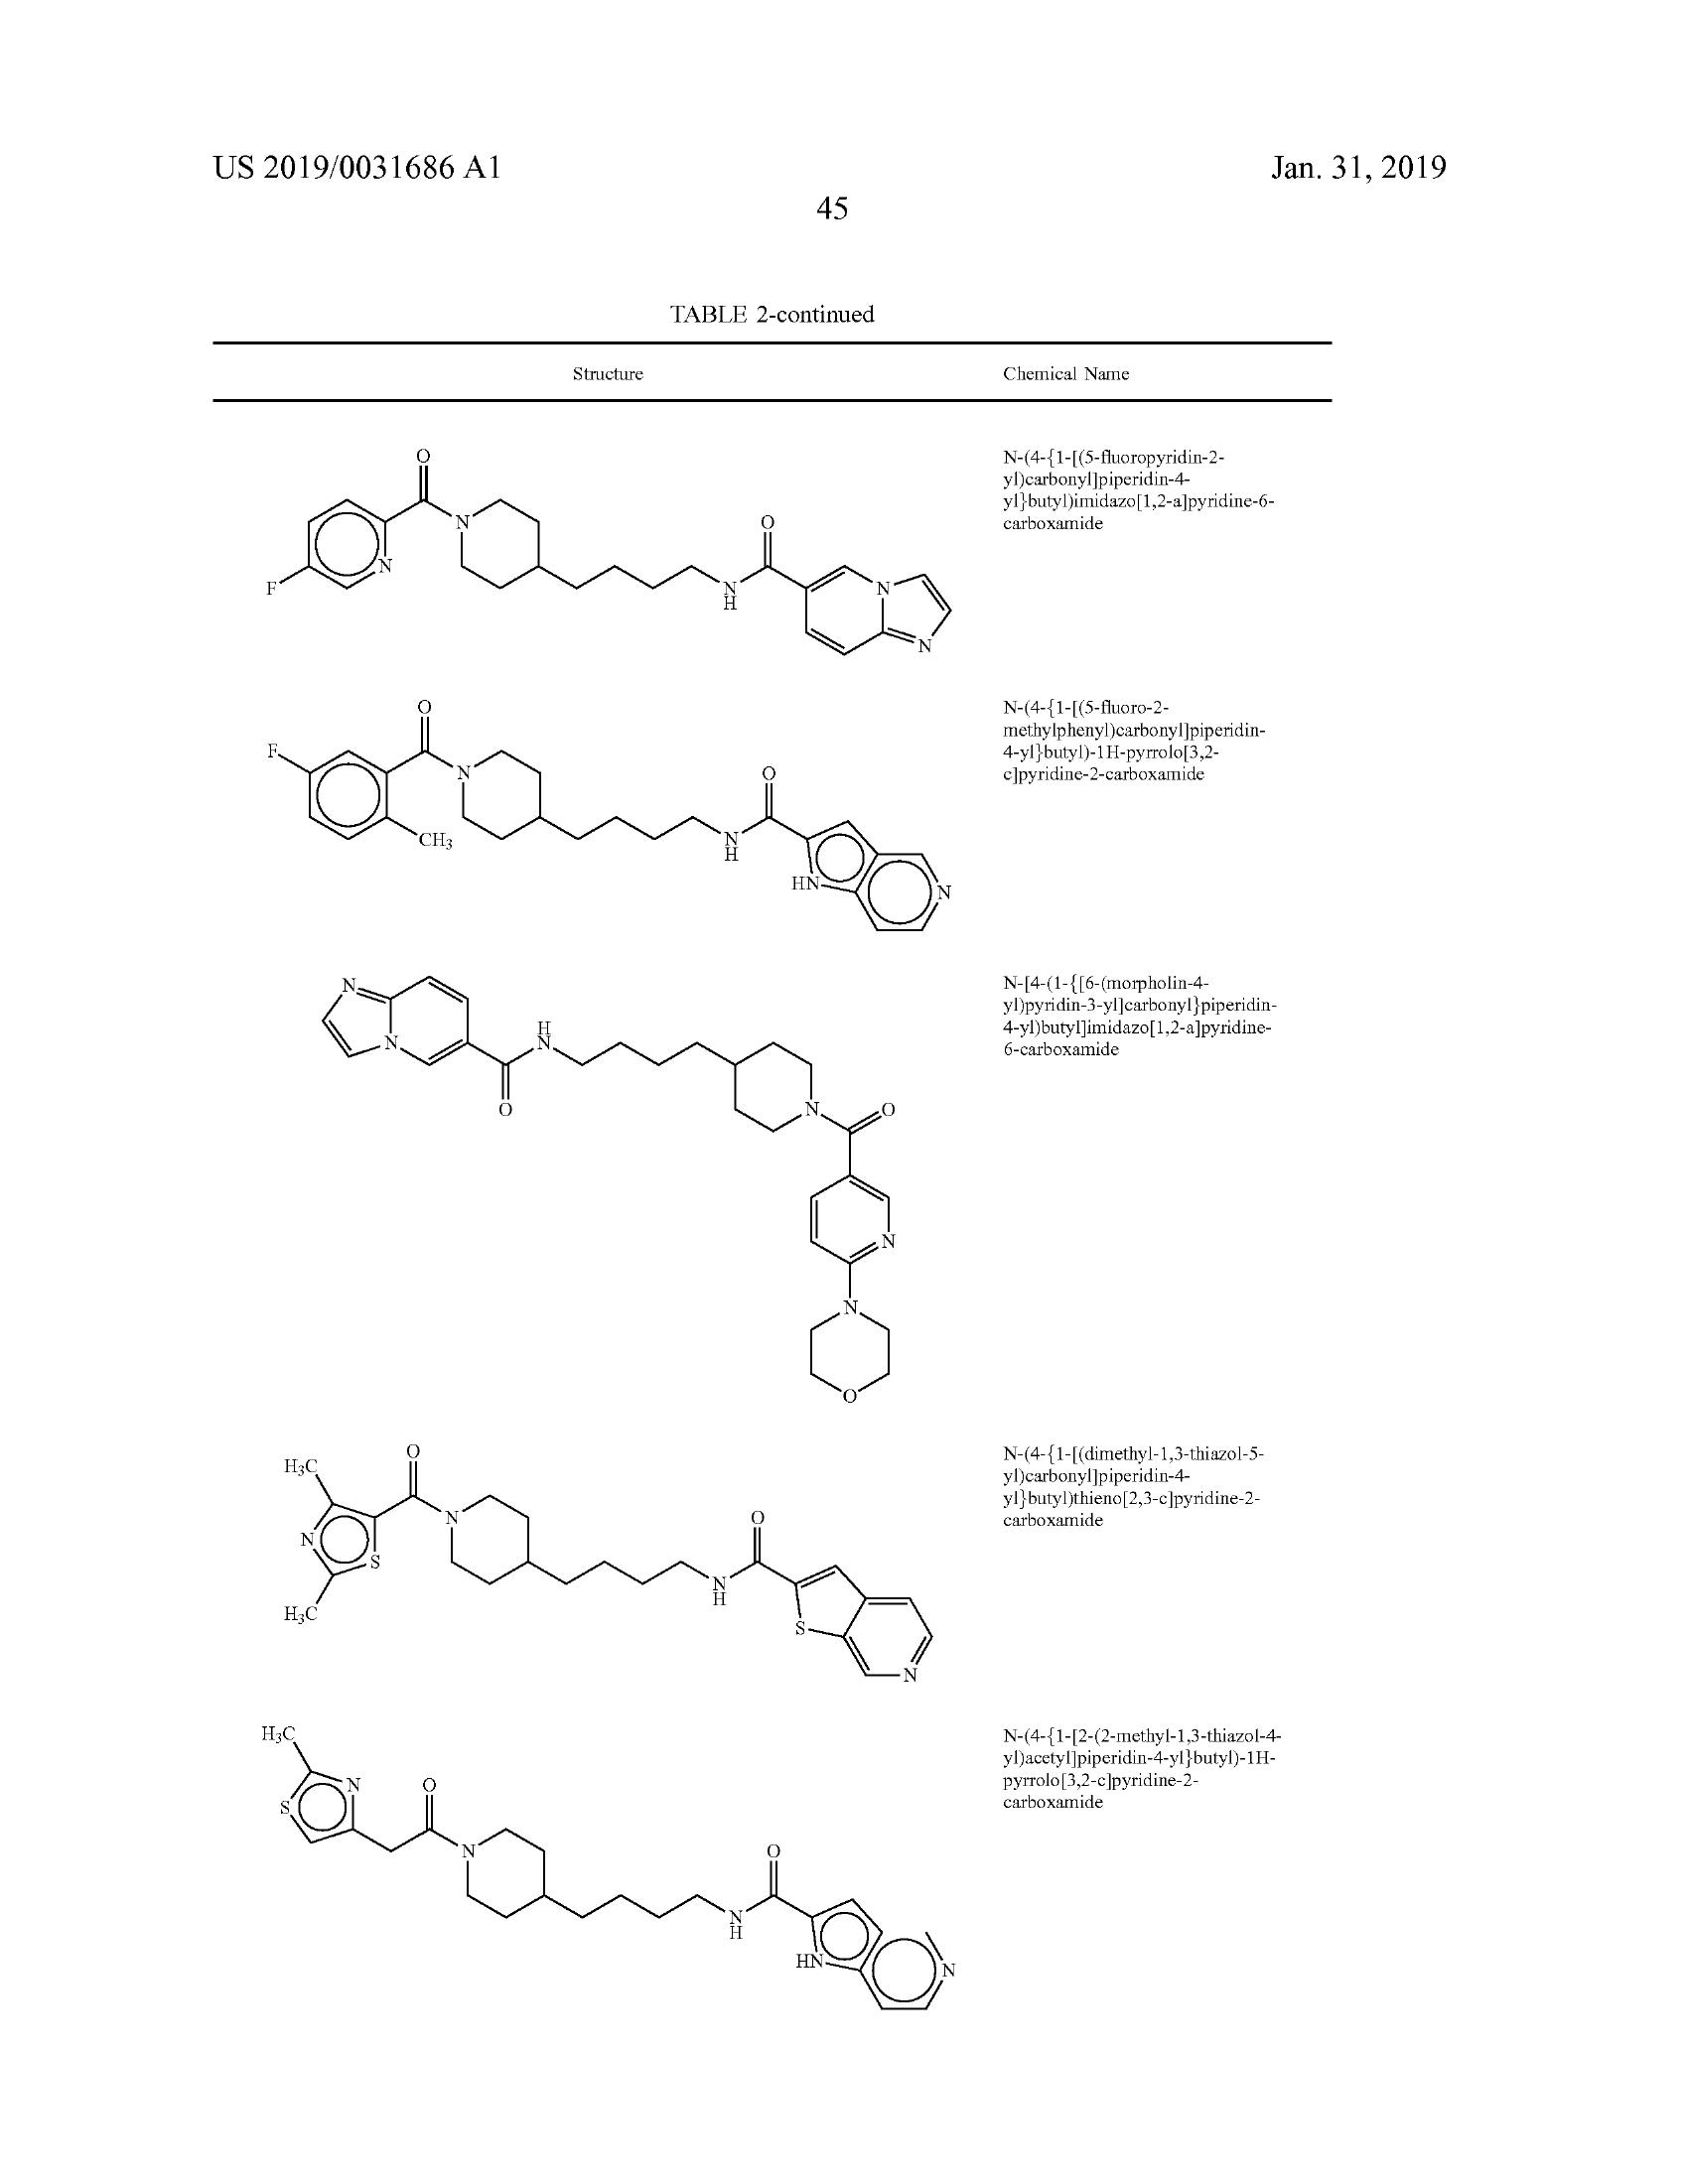 US 2019/0031686 A1
Jan. 31, 2019
45
TABLE 2-continued
Structure
Chemical Name
O
N
N
F
O
N
H
N
N
N-(4-{1-[(5-fluoropyridin-2-
yl)carbonyl]piperidin-4-
yl}butyl)imidazo[1,2-a]pyridine-6-
carboxamide
O
F
N
CH3
O
N
H
HN
N
N-(4-{1-[(5-fluoro-2-
methylphenyl)carbonyl]piperidin-
4-yl}butyl)-1H-pyrrolo[3,2-
c]pyridine-2-carboxamide
N
N
H
N
O
N
O
N
N
O
N-[4-(1-{[6-(morpholin-4-
yl)pyridin-3-yl]carbonyl}piperidin-
4-yl)butyl]imidazo[1,2-a]pyridine-
6-carboxamide
H3C
O
N
N
S
H3C
O
N
H
S
N
N-(4-{1-[(dimethyl-1,3-thiazol-5-
yl)carbonyl]piperidin-4-
yl}butyl)thieno[2,3-c]pyridine-2-
carboxamide
H3C
N
S
O
N
O
N
H
HN
N
N-(4-{1-[2-(2-methyl-1,3-thiazol-4-
yl)acetyl]piperidin-4-yl}butyl)-1H-
pyrrolo[3,2-c]pyridine-2-
carboxamide